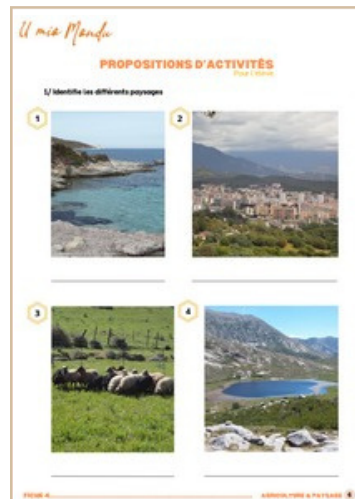 U mio Mondu
PROPOSITIONS D'ACTIVITÉS
Pour l'élève
1/ Identifie les différents paysages
1
2
3
4
FICHE 4
AGRICULTURE & PAYSAGE 4